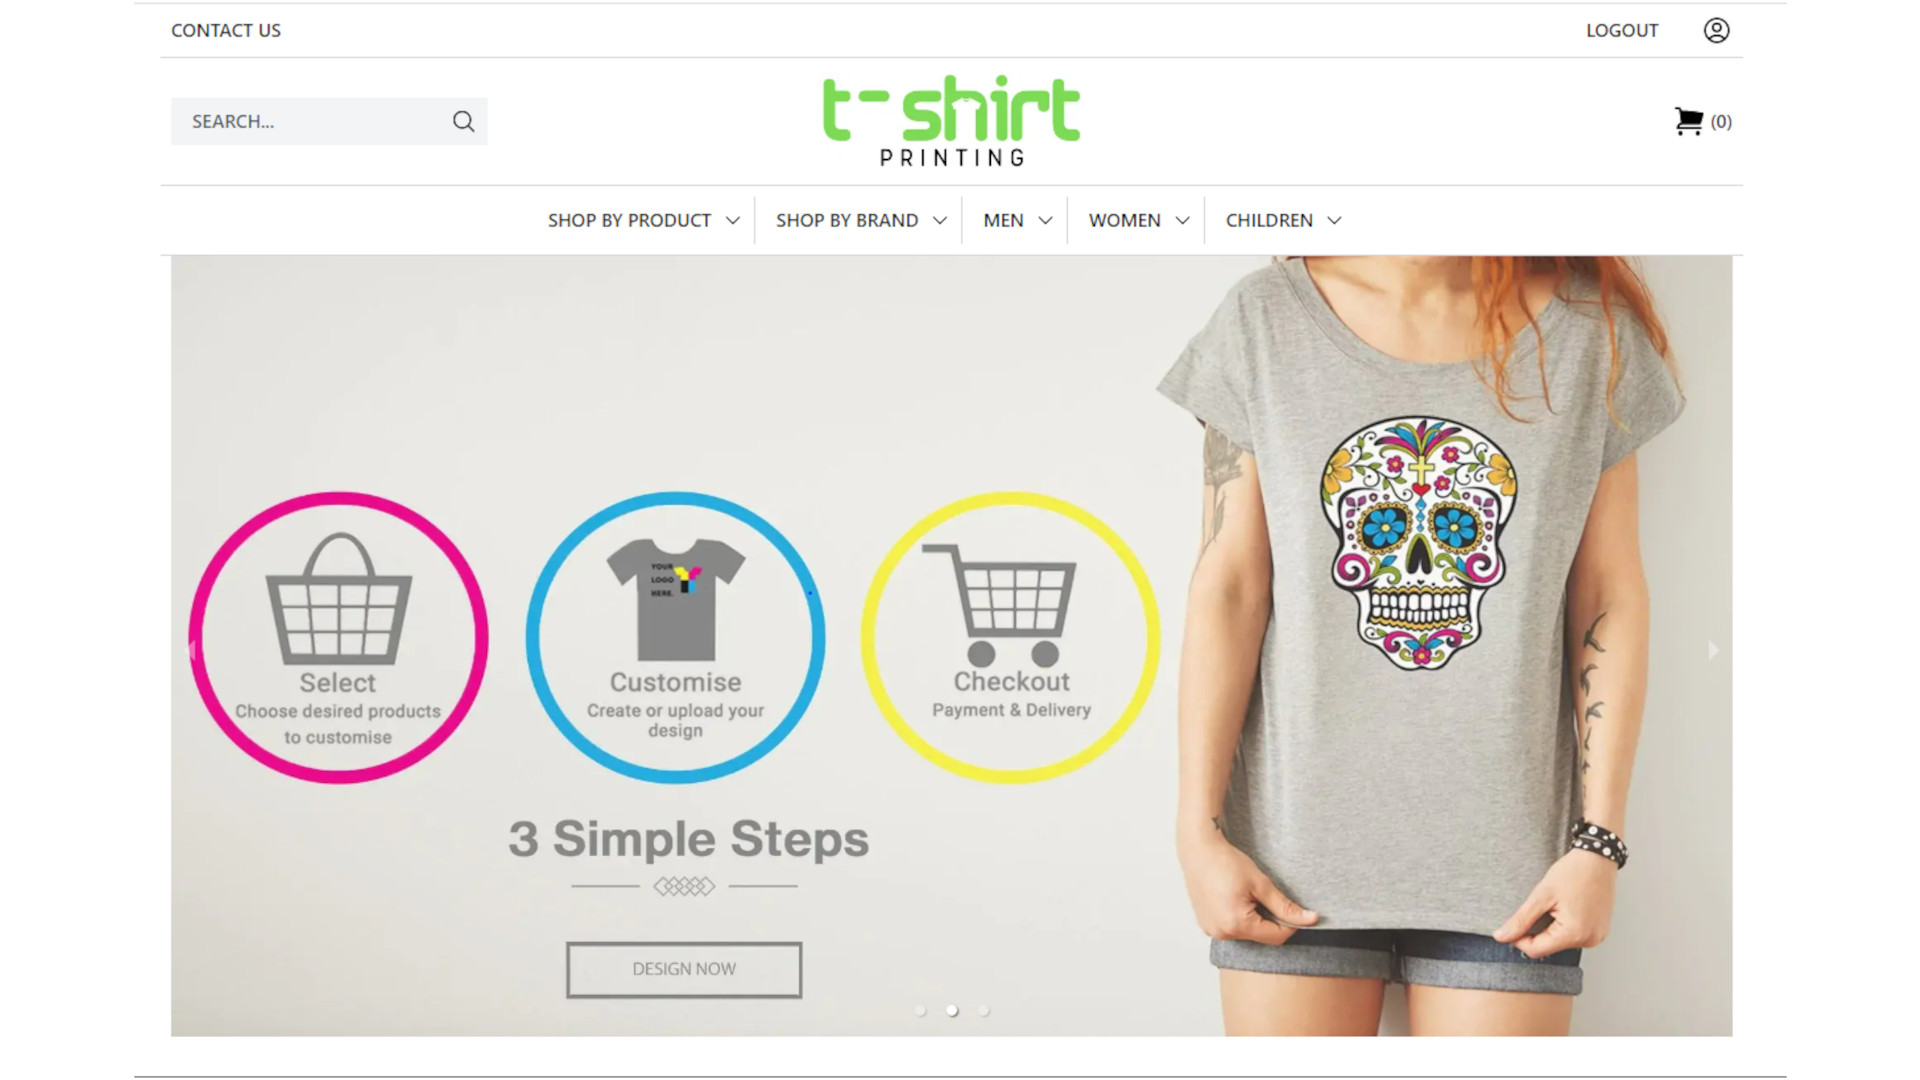 CONTACT US
LOGOUT
SEARCH...
t-shirt
PRINTING
(0)
SHOP BY PRODUCT
SHOP BY BRAND
MEN
WOMEN
CHILDREN
YOUR
LOGO
HERE.
Select
Choose desired products
to customise
Customise
Create or upload your
design
Checkout
Payment & Delivery
3 Simple Steps
DESIGN NOW